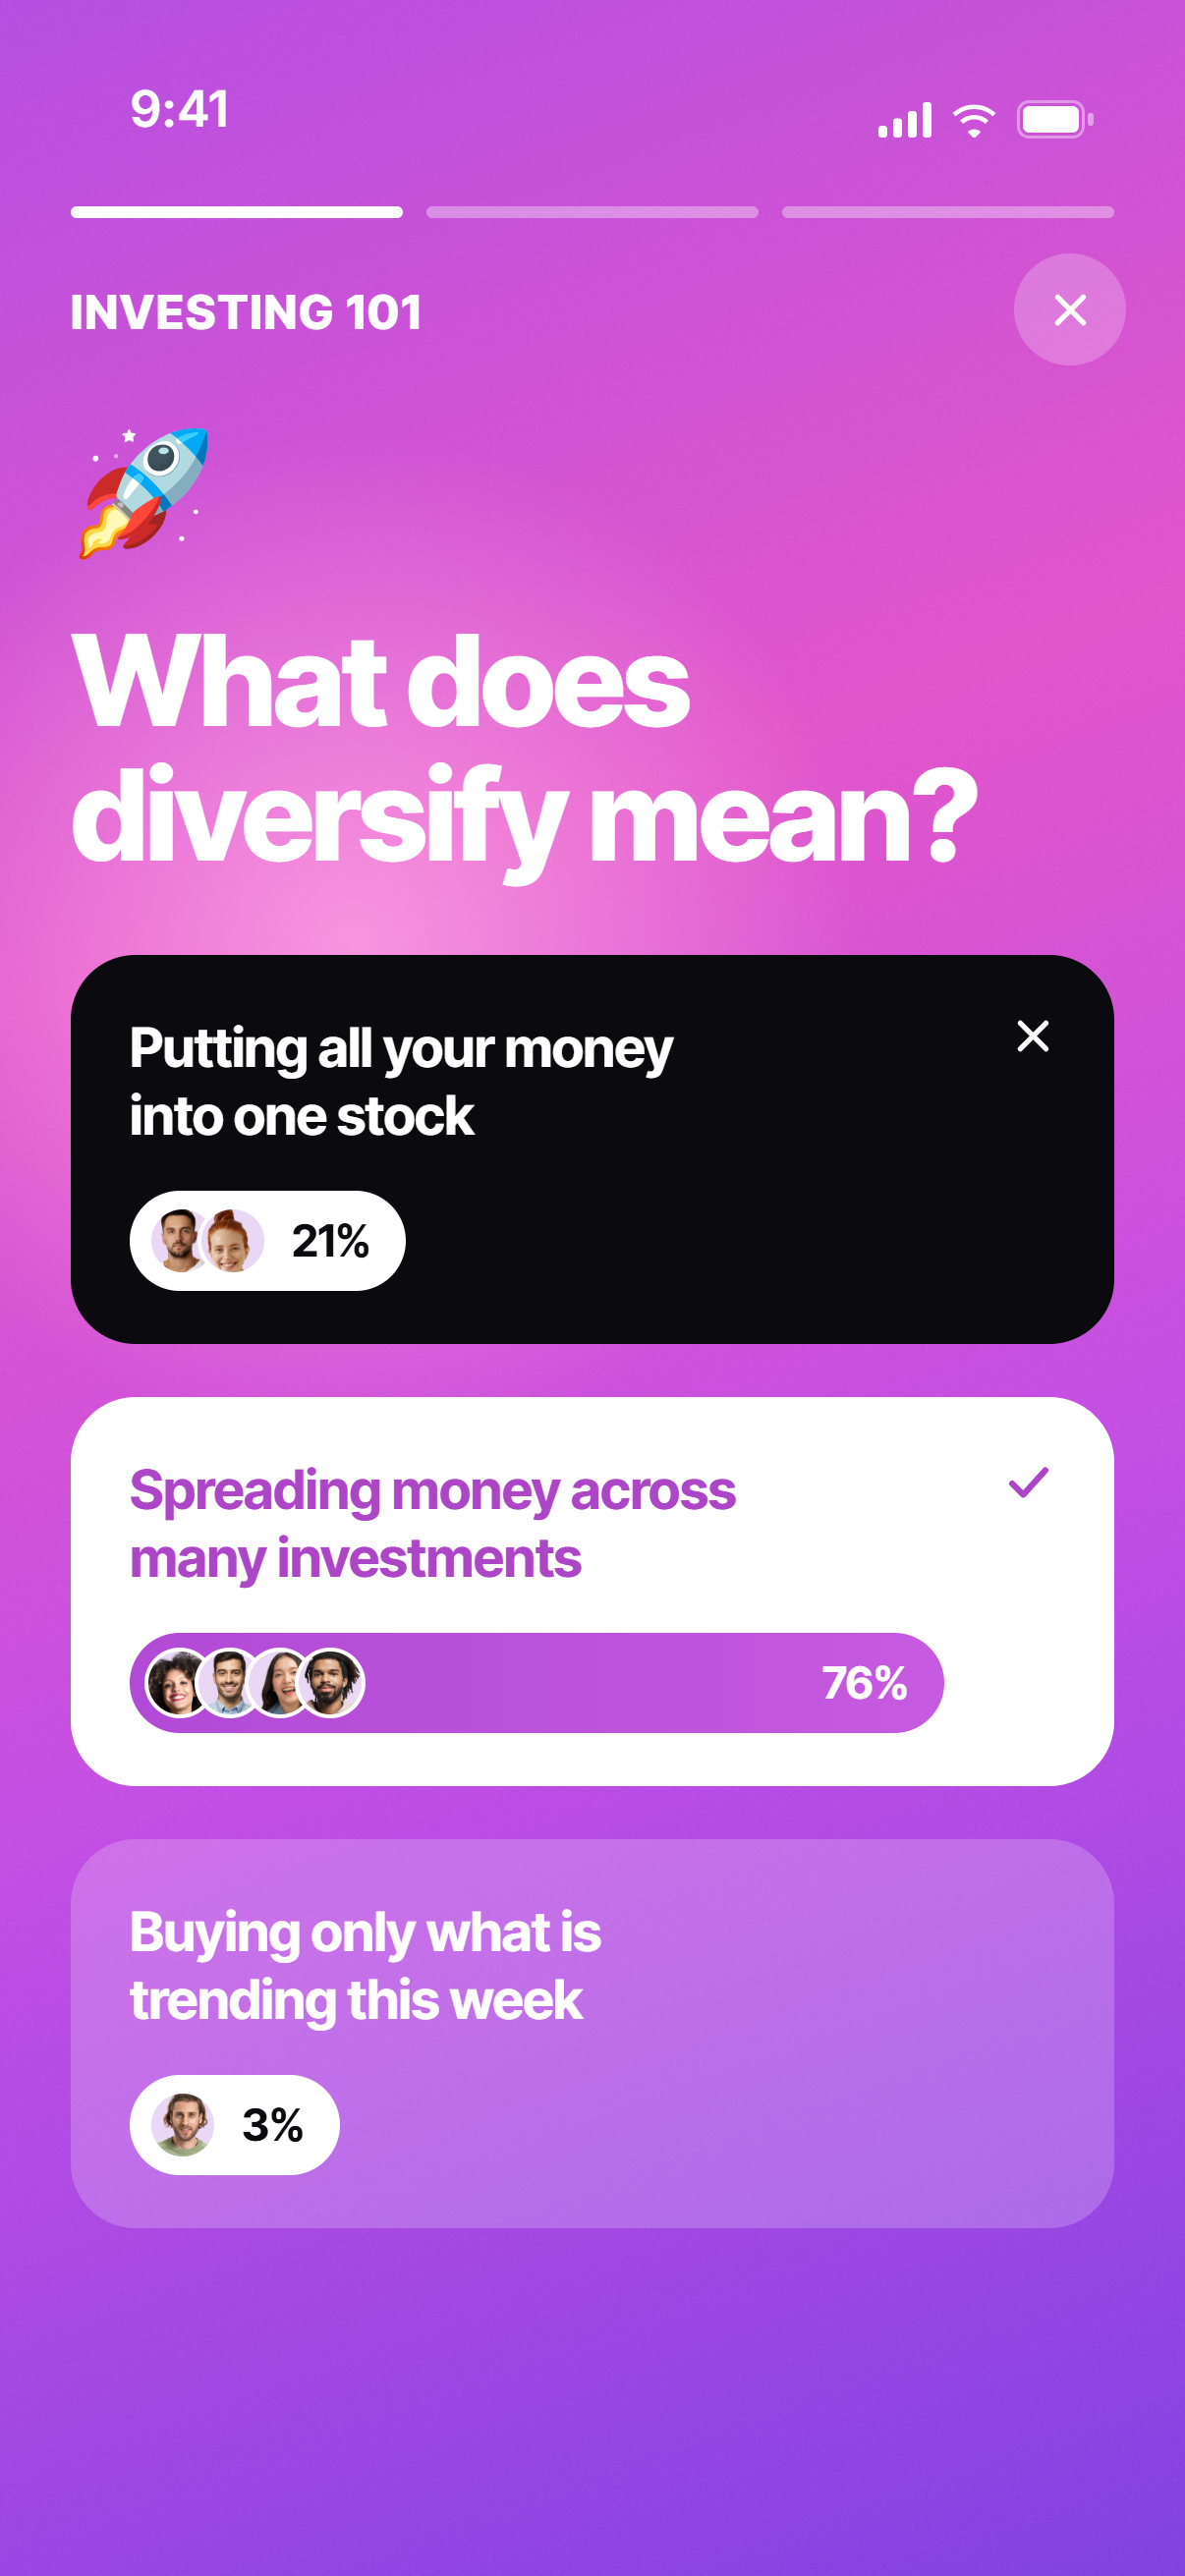 9:41
INVESTING 101
What does
diversify mean?
Putting all your money
into one stock
21%
Spreading money across
many investments
76%
Buying only what is
trending this week
3%